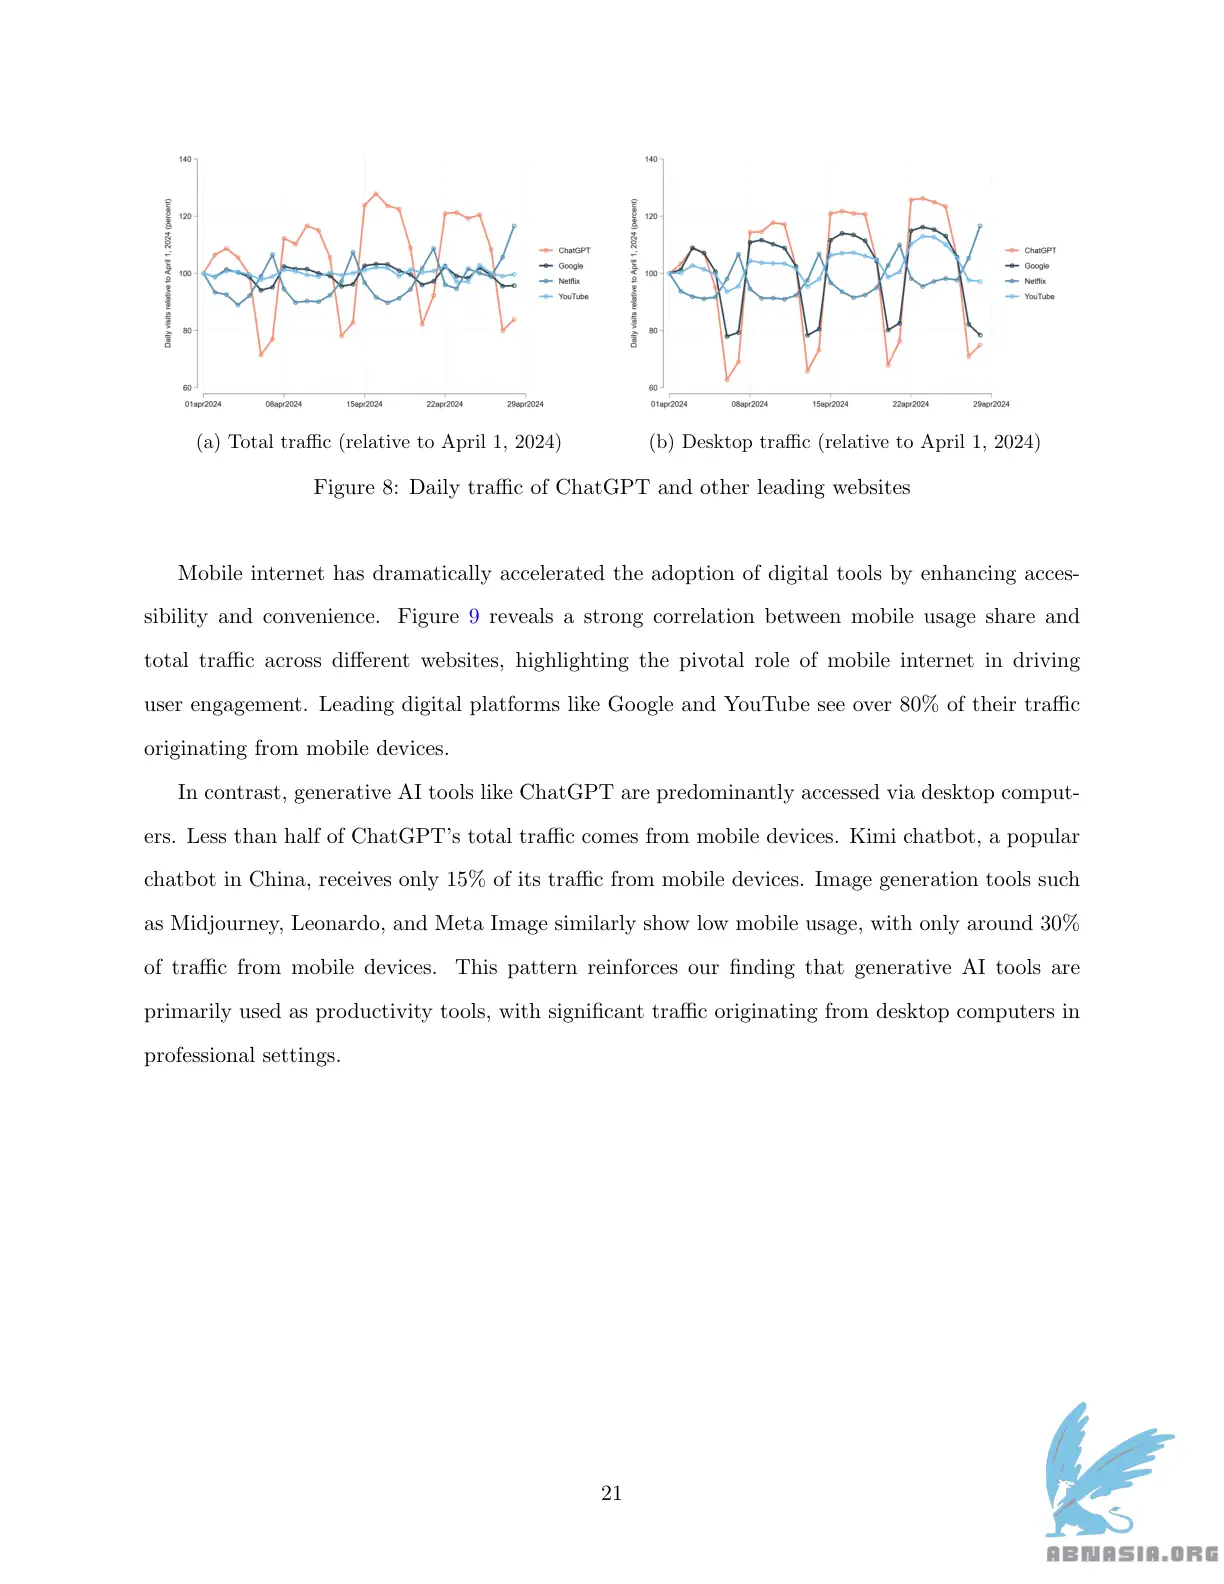 140
120
100
80
60
Daily visits relative to April 1, 2024 (percent)
01apr2024 08apr2024 15apr2024 22apr2024 29apr2024
ChatGPT
Google
Netflix
YouTube
140
120
100
80
60
Daily visits relative to April 1, 2024 (percent)
01apr2024 08apr2024 15apr2024 22apr2024 29apr2024
ChatGPT
Google
Netflix
YouTube
(a) Total traffic (relative to April 1, 2024)
(b) Desktop traffic (relative to April 1, 2024)
Figure 8: Daily traffic of ChatGPT and other leading websites
Mobile internet has dramatically accelerated the adoption of digital tools by enhancing acces-
sibility and convenience. Figure 9 reveals a strong correlation between mobile usage share and
total traffic across different websites, highlighting the pivotal role of mobile internet in driving
user engagement. Leading digital platforms like Google and YouTube see over 80% of their traffic
originating from mobile devices.
In contrast, generative AI tools like ChatGPT are predominantly accessed via desktop comput-
ers. Less than half of ChatGPT's total traffic comes from mobile devices. Kimi chatbot, a popular
chatbot in China, receives only 15% of its traffic from mobile devices. Image generation tools such
as Midjourney, Leonardo, and Meta Image similarly show low mobile usage, with only around 30%
of traffic from mobile devices. This pattern reinforces our finding that generative AI tools are
primarily used as productivity tools, with significant traffic originating from desktop computers in
professional settings.
21
ABNASIA.ORG